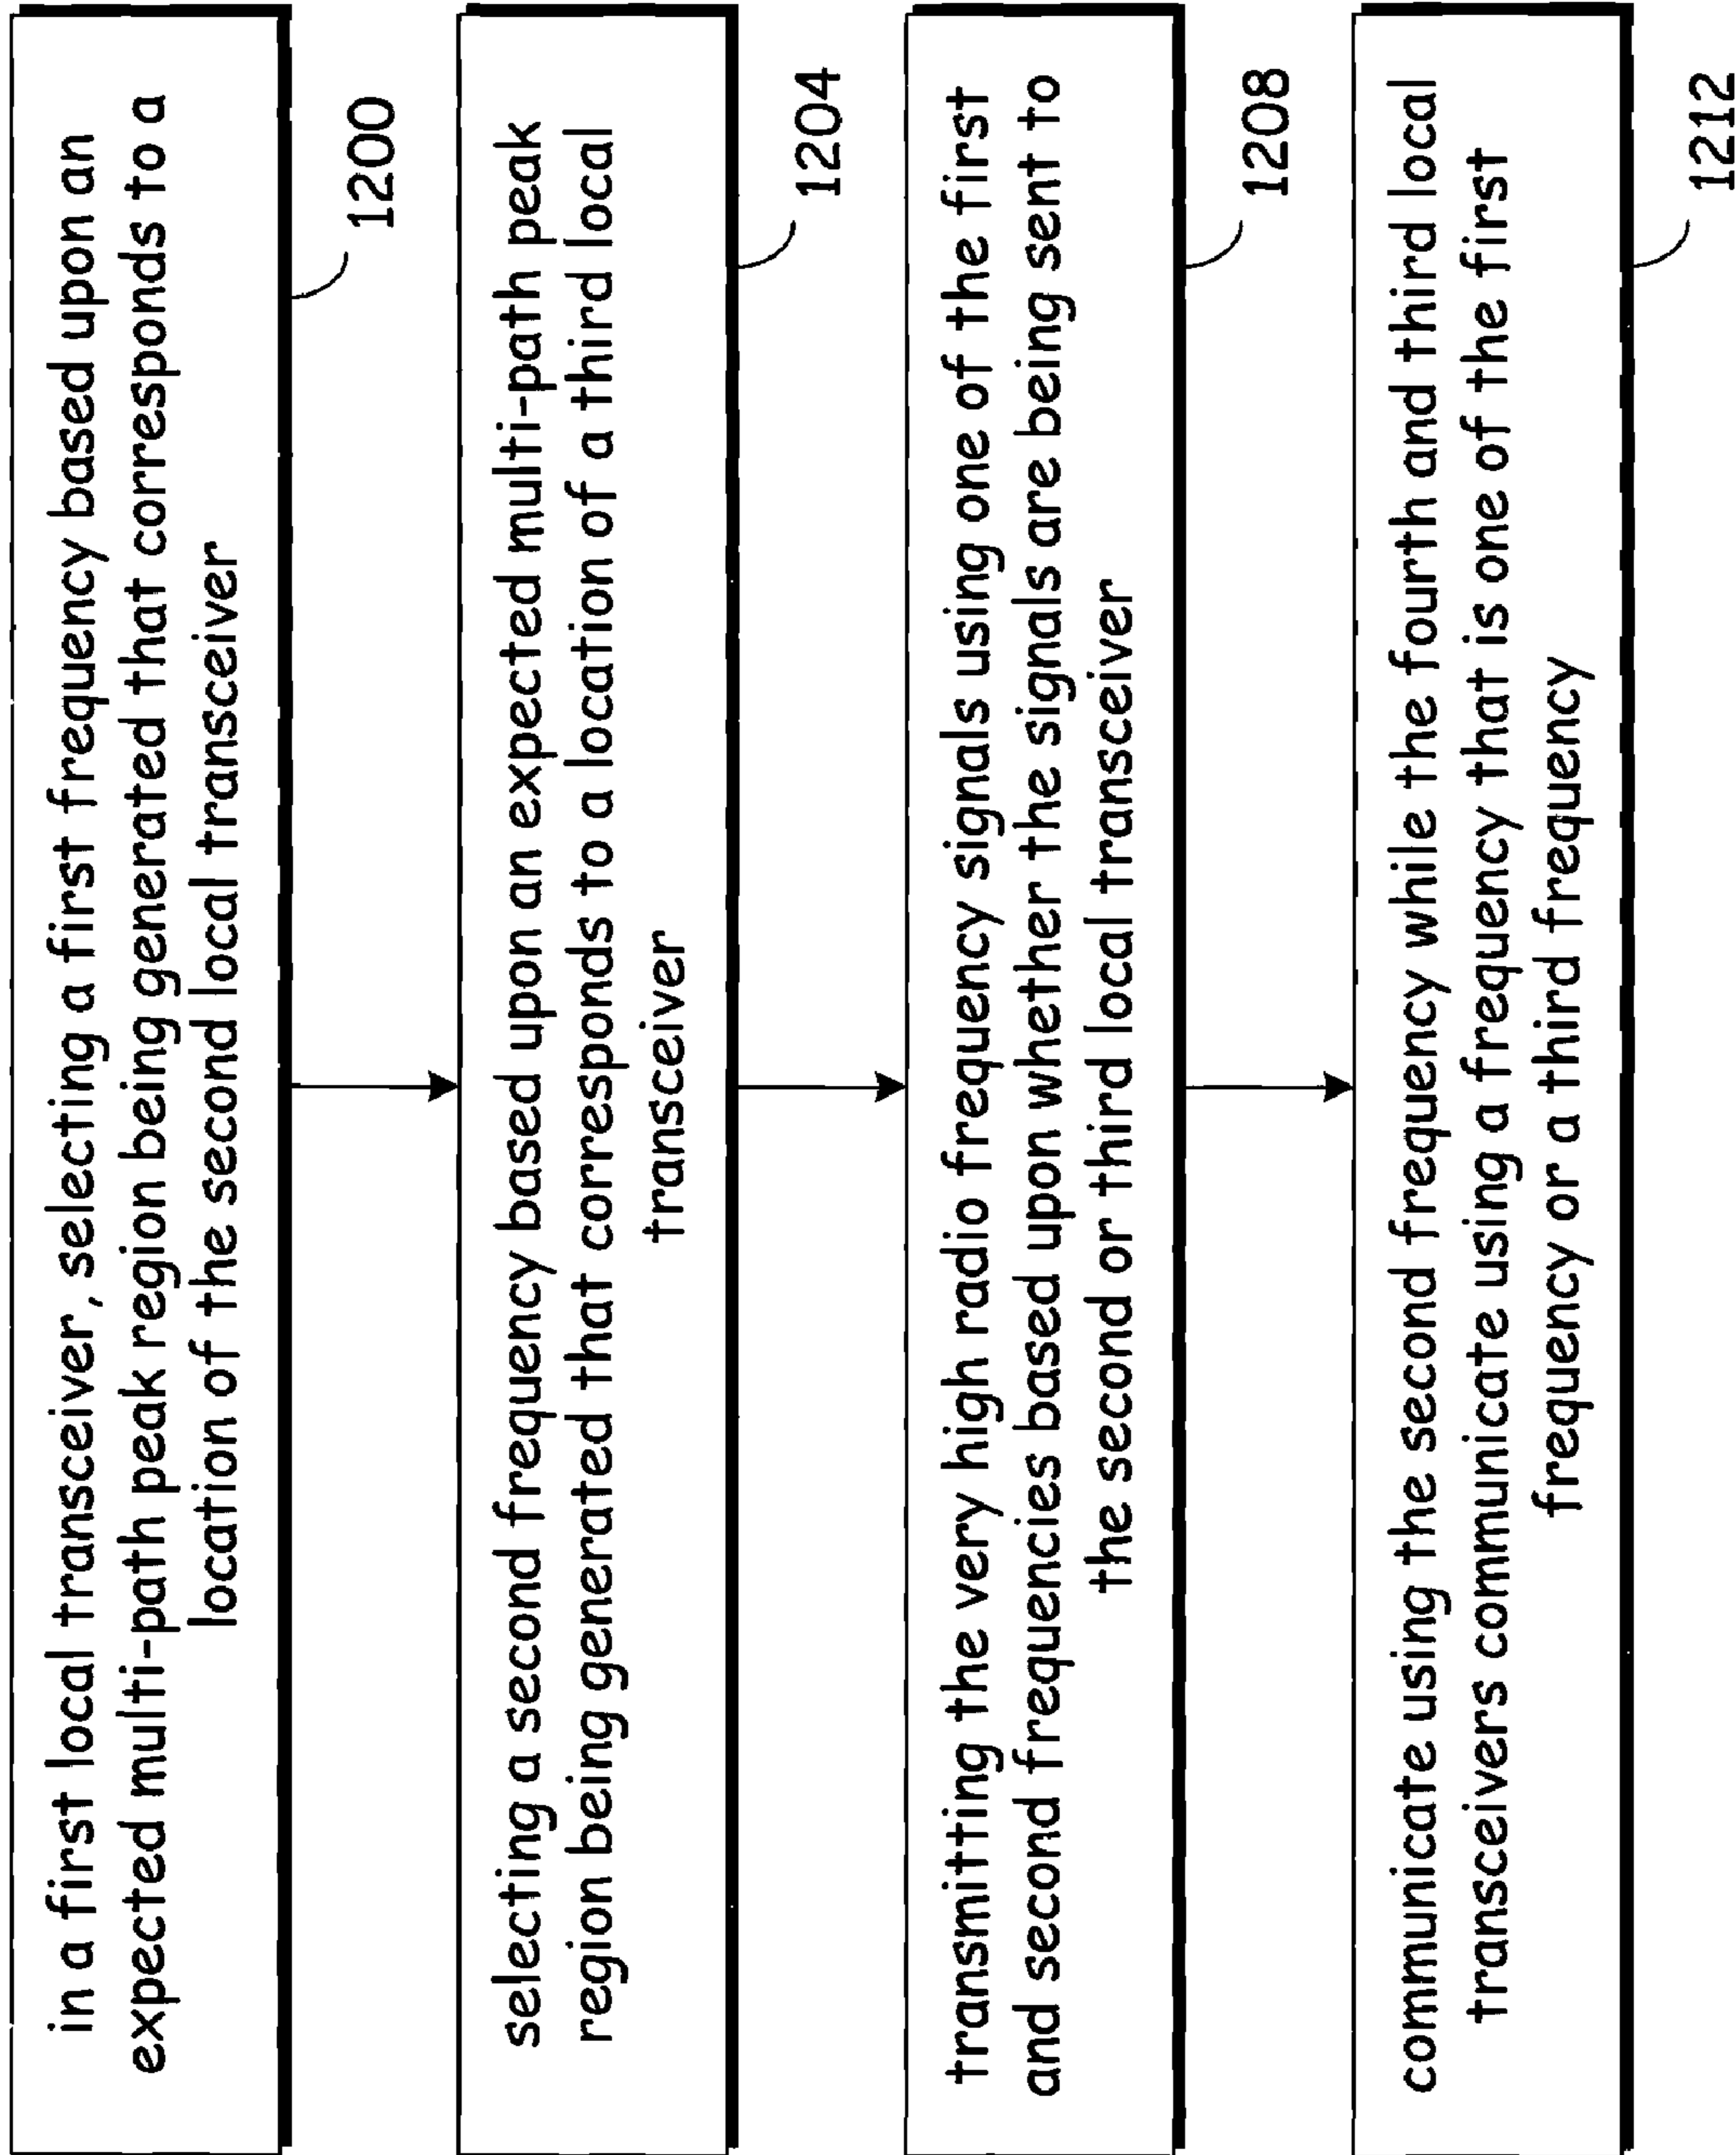 in a first local transceiver, selecting a first frequency based upon an
expected multi-path peak region being generated that corresponds to a
location of the second local transceiver
1200
selecting a second frequency based upon an expected multi-path peak
region being generated that corresponds to a location of a third local
transceiver
1204
transmitting the very high radio frequency signals using one of the first
and second frequencies based upon whether the signals are being sent to
the second or third local transceiver
1208
communicate using the second frequency while the fourth and third local
transceivers communicate using a frequency that is one of the first
frequency or a third frequency
1212